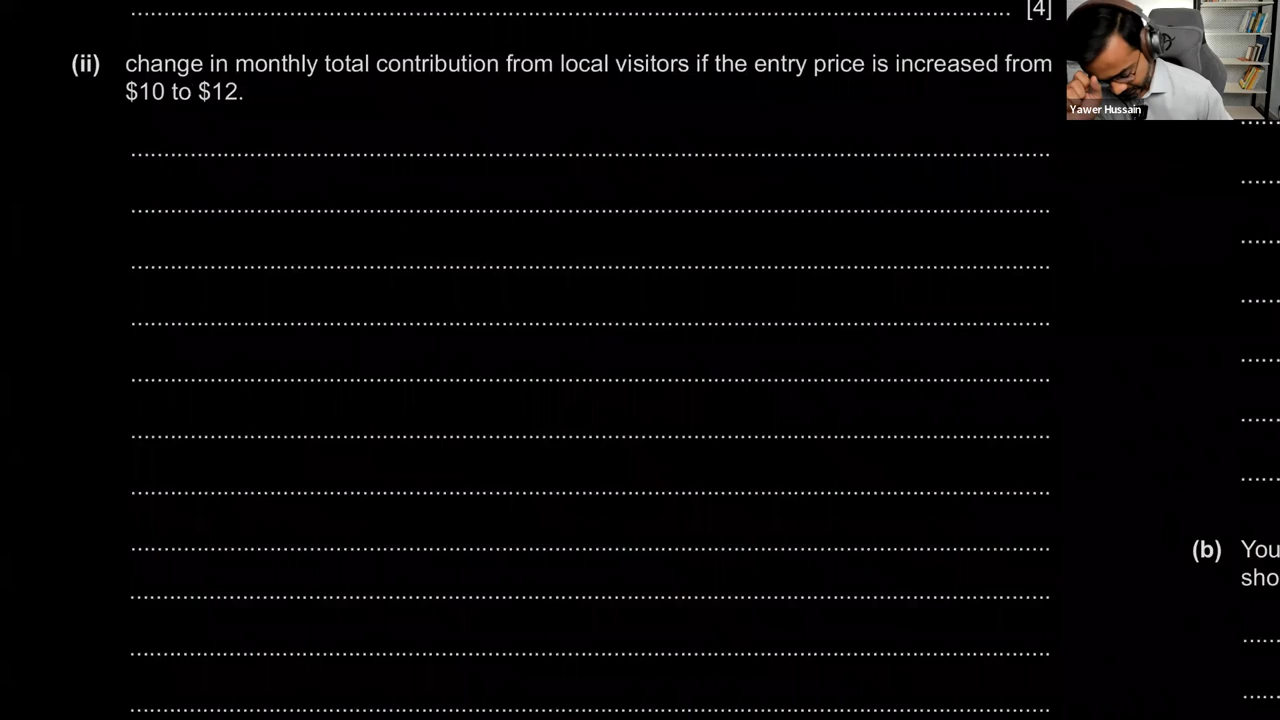 [4]
(ii) change in monthly total contribution from local visitors if the entry price is increased from
$10 to $12.
Yawer Hussain
(b) You
sho